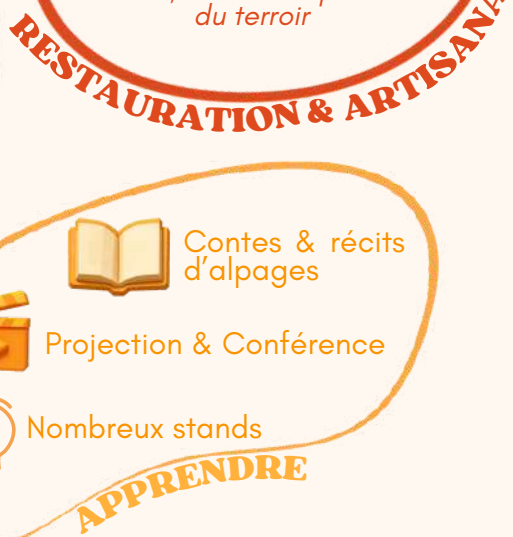 du terroir
RESTAURATION & ARTISANA
Contes & récits
d'alpages
Projection & Conférence
Nombreux stands
APPRENDRE